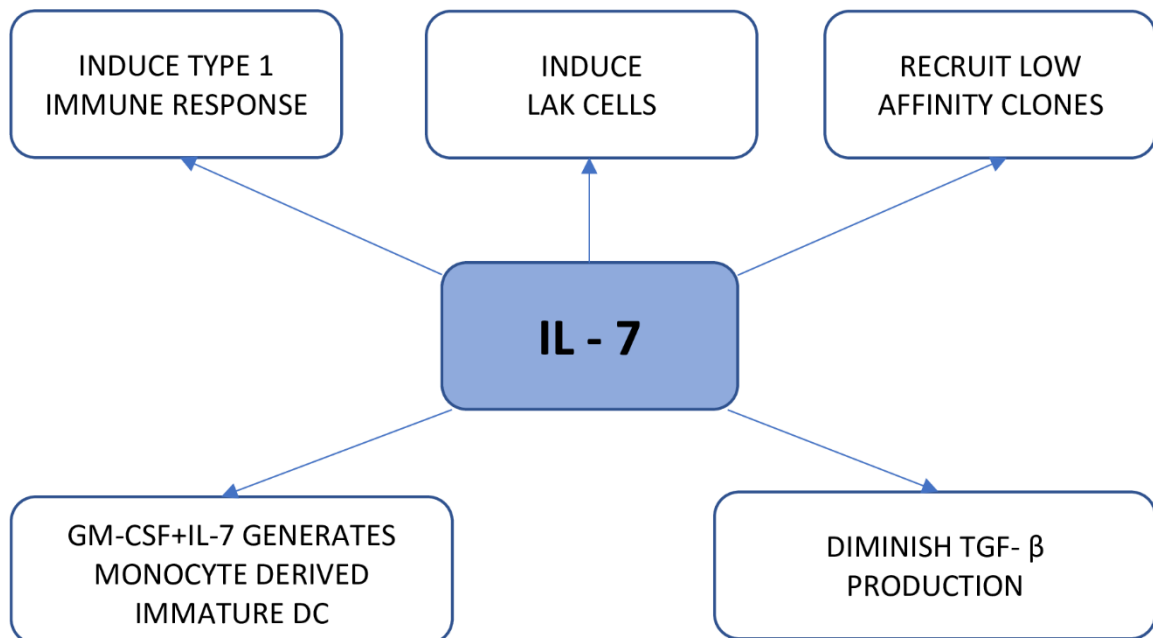 INDUCE TYPE 1
IMMUNE RESPONSE
INDUCE
LAK CELLS
RECRUIT LOW
AFFINITY CLONES
IL - 7
GM-CSF+IL-7 GENERATES
MONOCYTE DERIVED
IMMATURE DC
DIMINISH TGF- β
PRODUCTION